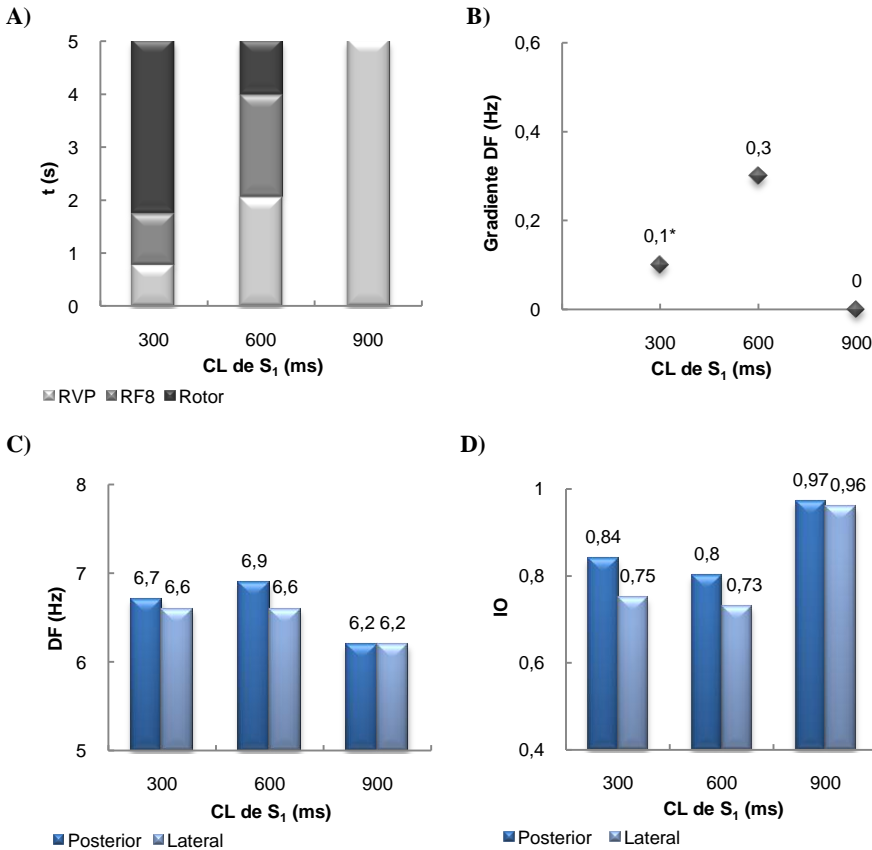 A)
5
4
3
2
1
0
t (s)
300 600 900
CL de S1 (ms)
RVP RF8 Rotor
B)
0,6
0,4
0,2
0
Gradiente DF (Hz)
0,1*
0,3
0
300 600 900
CL de S1 (ms)
C)
8
7
6
5
DF (Hz)
6,7 6,6
6,9 6,6
6,2 6,2
300 600 900
CL de S1 (ms)
Posterior Lateral
D)
1
0,8
0,6
0,4
IO
0,84 0,75
0,8 0,73
0,97 0,96
300 600 900
CL de S1 (ms)
Posterior Lateral